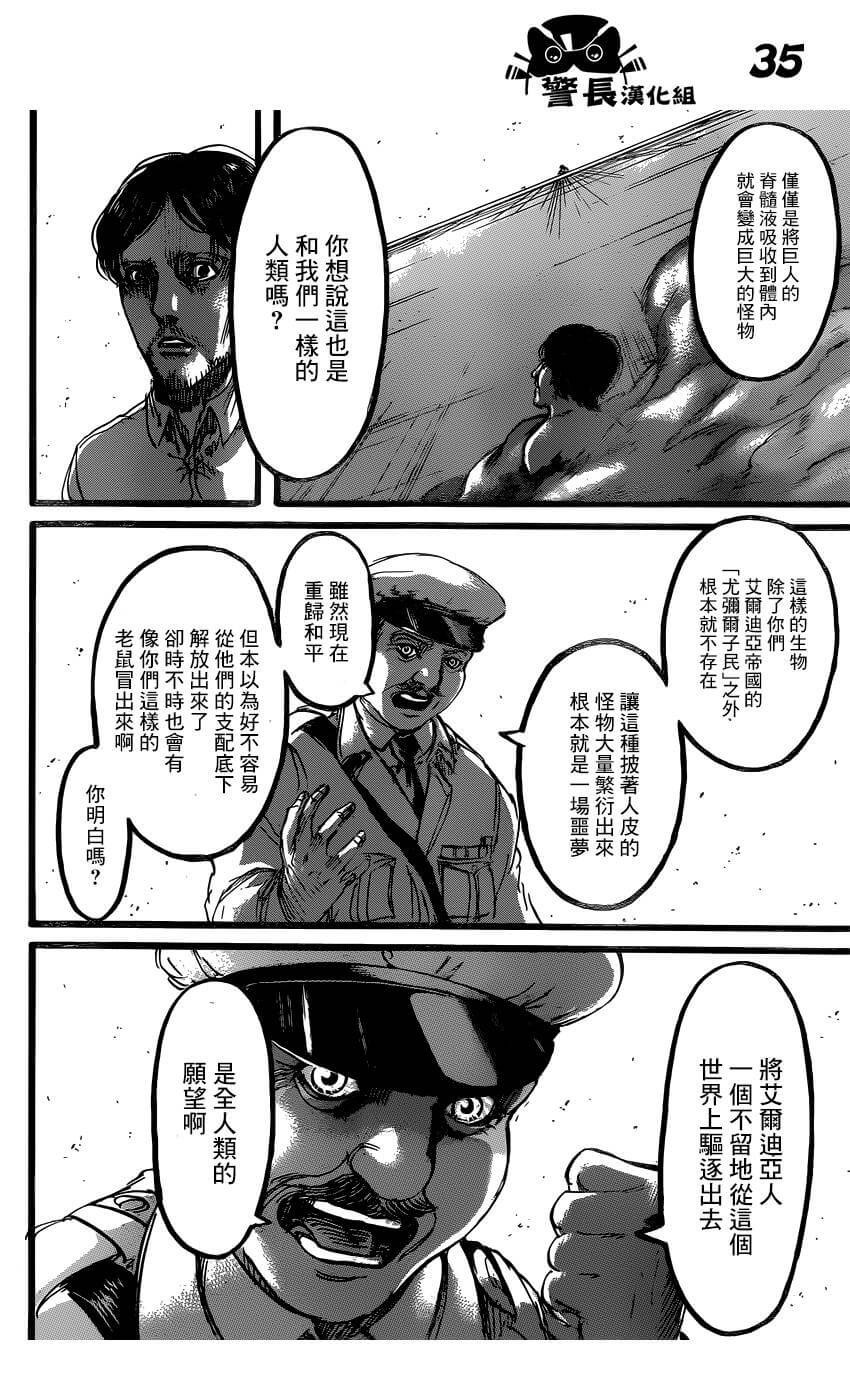 警長漢化組
35
僅僅是將巨人的
脊髓液吸收到體內
就會變成巨大的怪物
你想說這也是
和我們一樣的
人類嗎?
這樣的生物
除了你們
艾爾迪亞帝國的
「尤彌爾子民」之外,
根本就不存在
讓這種披著人皮的
怪物大量繁衍出來
根本就是一場噩夢
雖然現在
重歸和平
但本以為好不容易
從他們的支配底下
解放出來了
卻時不時也會有
像你們這樣的
老鼠冒出來啊
你明白嗎?
將艾爾迪亞人
一個不留地從這個
世界上驅逐出去
是全人類的
願望啊